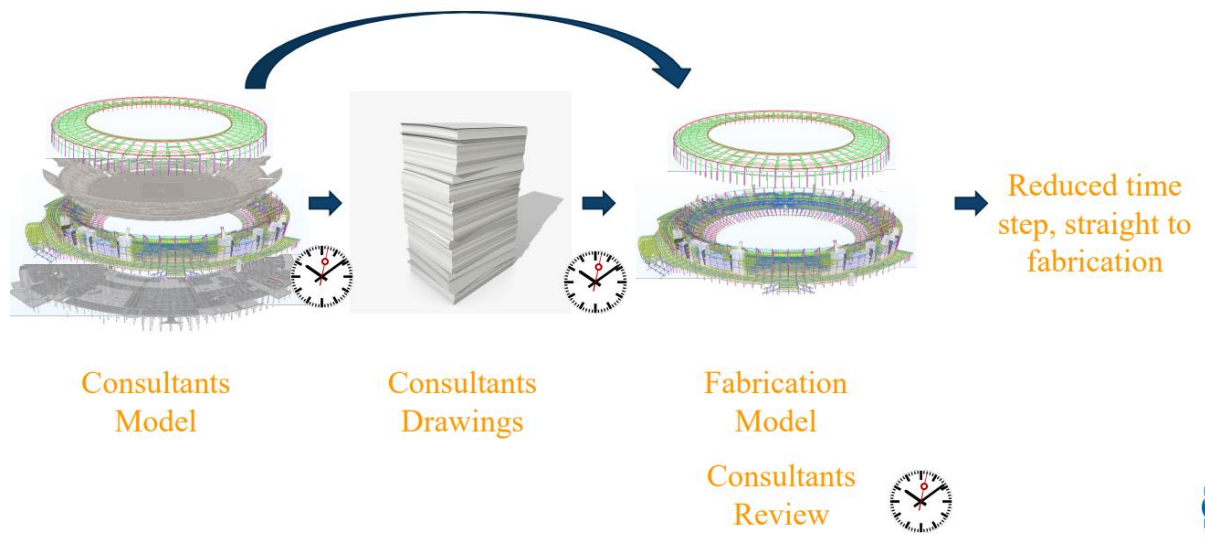 Consultants
Model
Consultants
Drawings
Fabrication
Model
Reduced time
step, straight to
fabrication
Consultants
Review